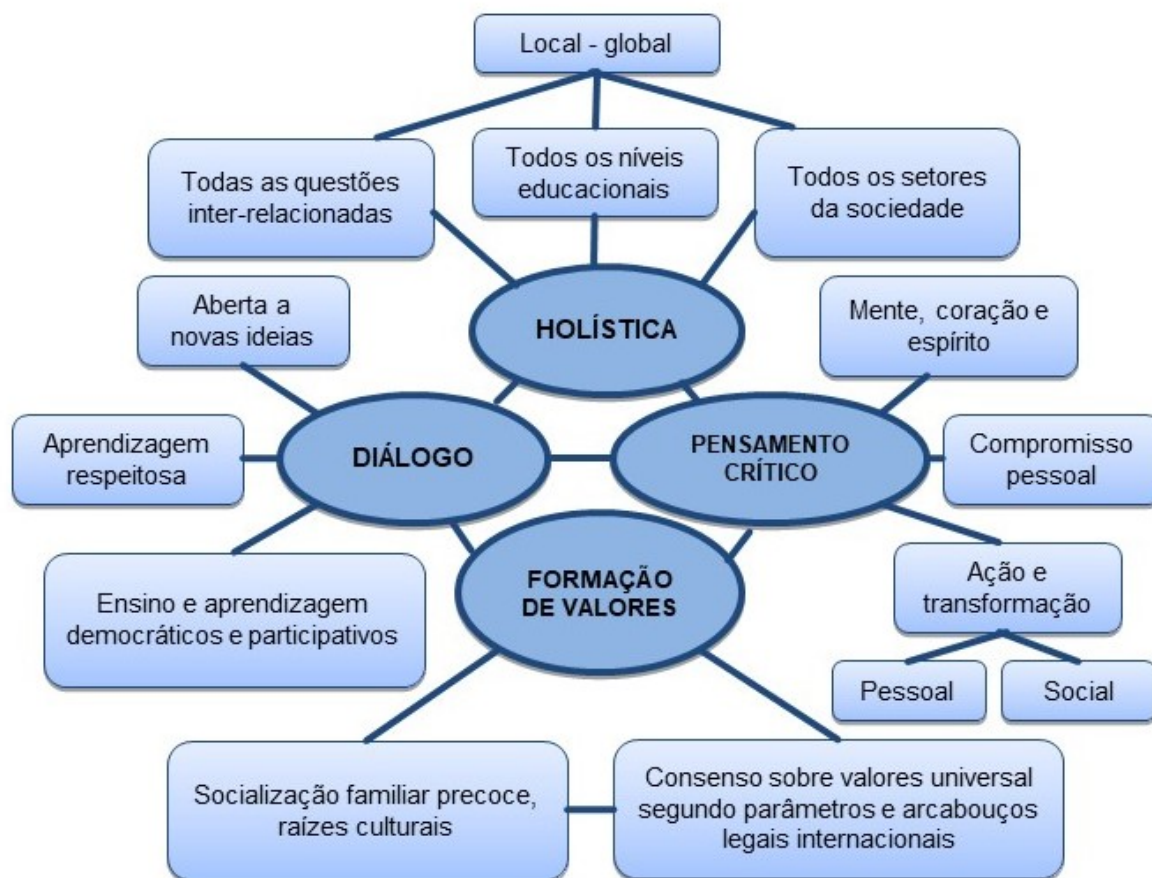 Local - global
Todas as questões
inter-relacionadas
Todos os níveis
educacionais
Todos os setores
da sociedade
Aberta a
novas ideias
HOLÍSTICA
Mente, coração e
espírito
Aprendizagem
respeitosa
DIÁLOGO
PENSAMENTO
CRÍTICO
Compromisso
pessoal
Ensino e aprendizagem
democráticos e participativos
FORMAÇÃO
DE VALORES
Ação e
transformação
Pessoal
Social
Socialização familiar precoce,
raízes culturais
Consenso sobre valores universal
segundo parâmetros e arcabouços
legais internacionais